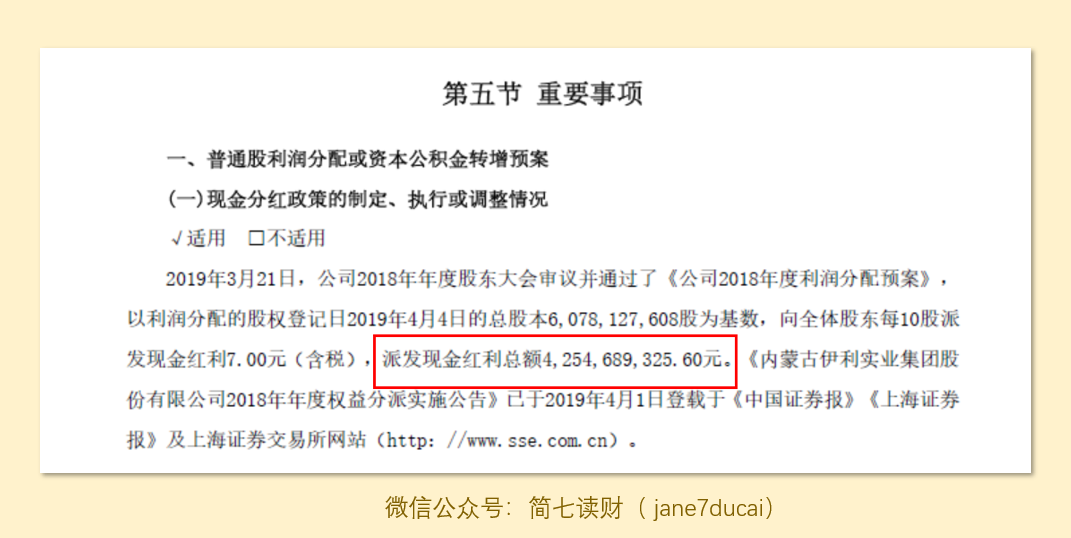 第五节 重要事项
一、普通股利润分配或资本公积金转增预案
(一)现金分红政策的制定、执行或调整情况
√适用 □不适用
2019年3月21日，公司2018年年度股东大会审议并通过了《公司2018年度利润分配预案》，
以利润分配的股权登记日2019年4月4日的总股本6,078,127,608股为基数，向全体股东每10股派
发现金红利7.00元（含税），派发现金红利总额4,254,689,325.60元。《内蒙古伊利实业集团股
份有限公司2018年年度权益分派实施公告》已于2019年4月1日登载于《中国证券报》《上海证券
报》及上海证券交易所网站（http：//www.sse.com.cn）。
微信公众号：简七读财（ jane7ducai）